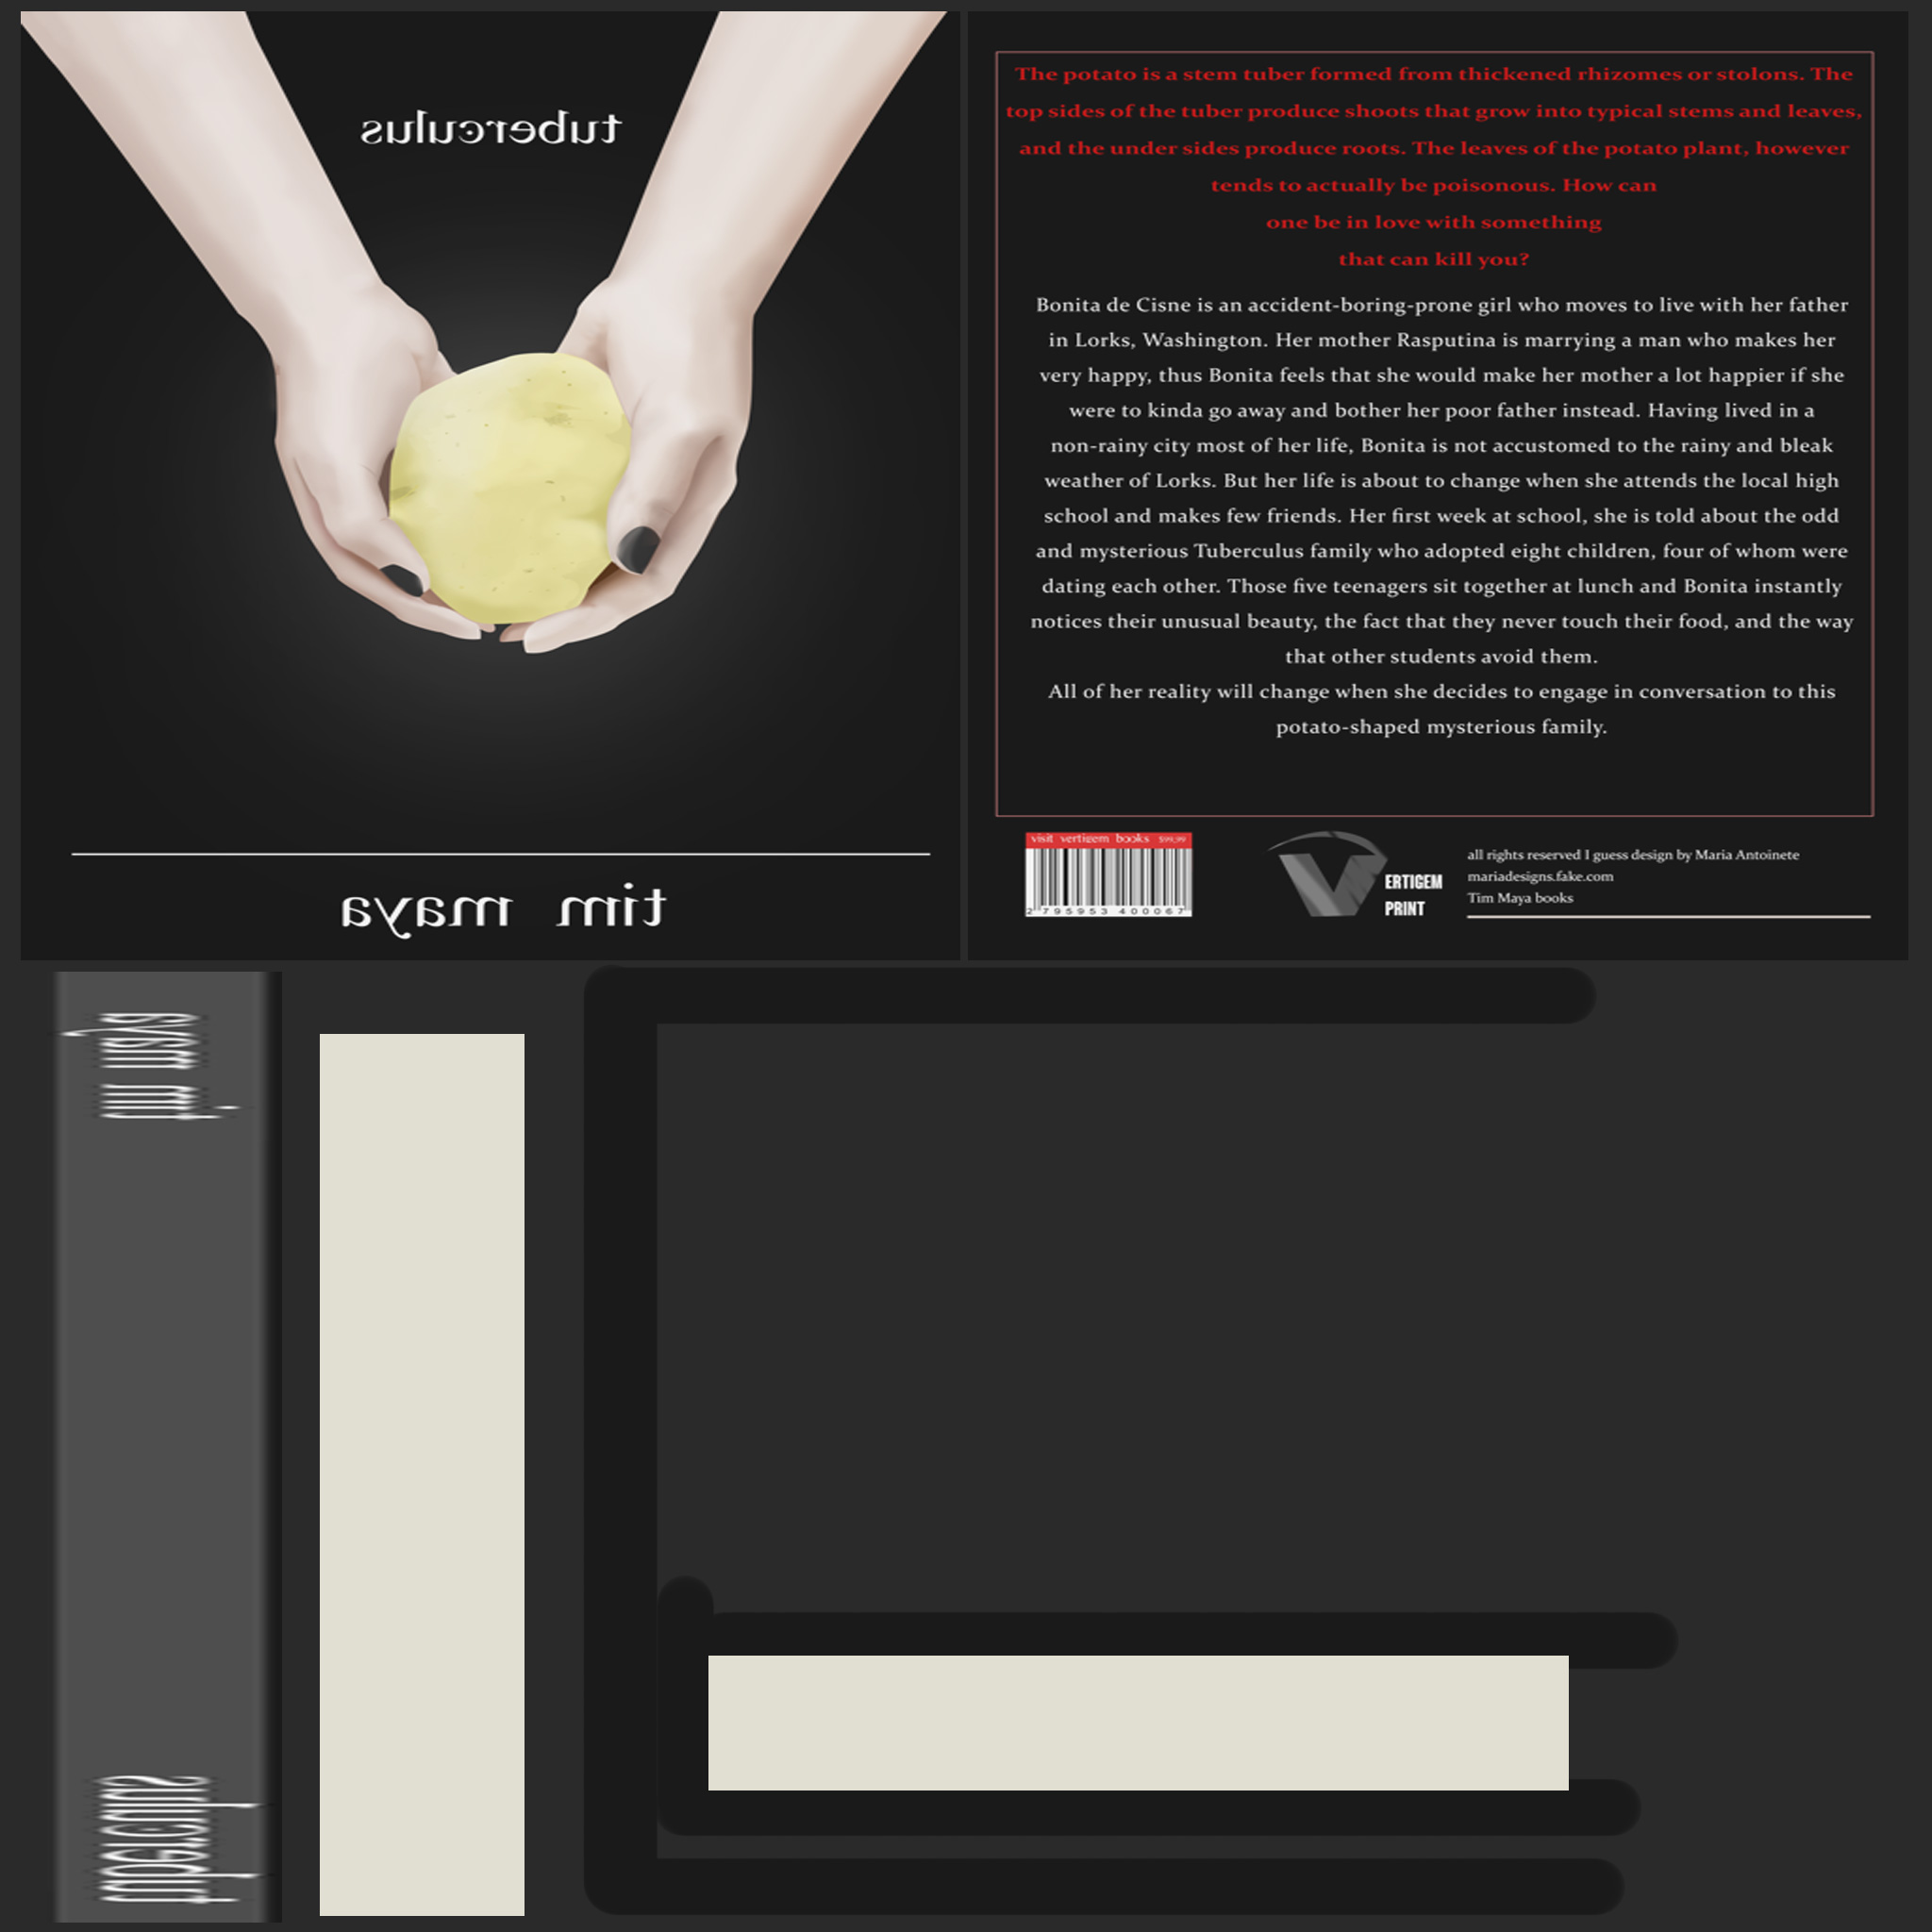 tuberculus
tim maya
The potato is a stem tuber formed from thickened rhizomes or stolons. The
top sides of the tuber produce shoots that grow into typical stems and leaves,
and the under sides produce roots. The leaves of the potato plant, however
tends to actually be poisonous. How can
one be in love with something
that can kill you?
Bonita de Cisne is an accident-boring-prone girl who moves to live with her father
in Lorks, Washington. Her mother Rasputina is marrying a man who makes her
very happy, thus Bonita feels that she would make her mother a lot happier if she
were to kinda go away and bother her poor father instead. Having lived in a
non-rainy city most of her life, Bonita is not accustomed to the rainy and bleak
weather of Lorks. But her life is about to change when she attends the local high
school and makes few friends. Her first week at school, she is told about the odd
and mysterious Tuberculus family who adopted eight children, four of whom were
dating each other. Those five teenagers sit together at lunch and Bonita instantly
notices their unusual beauty, the fact that they never touch their food, and the way
that other students avoid them.
All of her reality will change when she decides to engage in conversation to this
potato-shaped mysterious family.
visit vertigem books $99,99
2 795953 400067
VERTIGEM
PRINT
all rights reserved I guess design by Maria Antoinete
mariadesigns.fake.com
Tim Maya books
tim maya
tuberculus